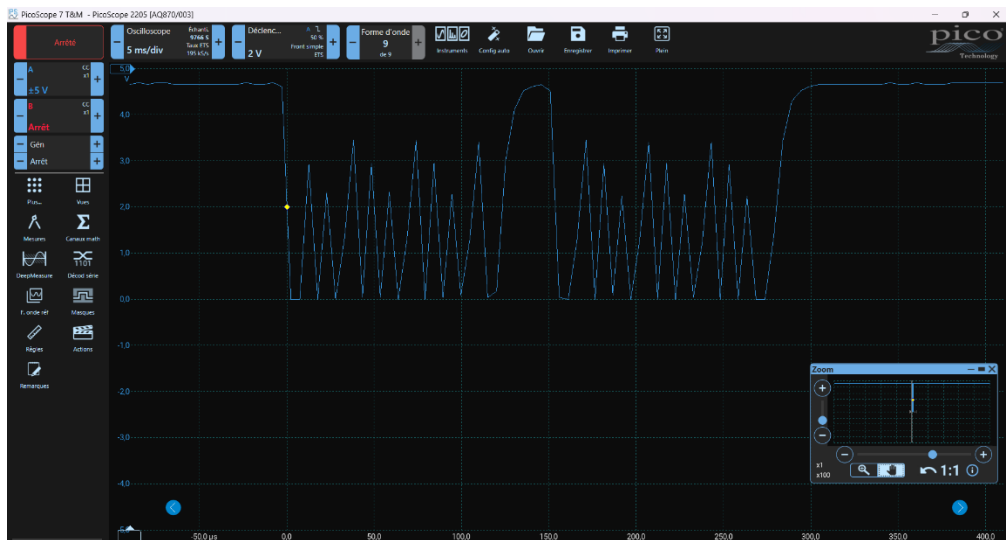 PicoScope 7 T&M - PicoScope 2205 [AQ870/003]
Arrêté
Oscilloscope
5 ms/div
Échants
9766 S
Taux ETS
195 kS/s
Déclenc...
2 V
A
50 %
Front simple
ETS
Forme d'onde
9
de 9
Instruments
Config auto
Ouvrir
Enregistrer
Imprimer
Plein
pico
Technology
A
CC
x1
±5 V
B
CC
x1
Arrêt
Gén
Arrêt
Plus...
Vues
Mesures
Canaux math
DeepMeasure
Décod série
F. onde réf
Masques
Règles
Actions
Remarques
5,0
V
4,0
3,0
2,0
1,0
0,0
-1,0
-2,0
-3,0
-4,0
-5,0
-50,0 µs
0,0
50,0
100,0
150,0
200,0
250,0
300,0
350,0
400,0
Zoom
x1
x100
1:1